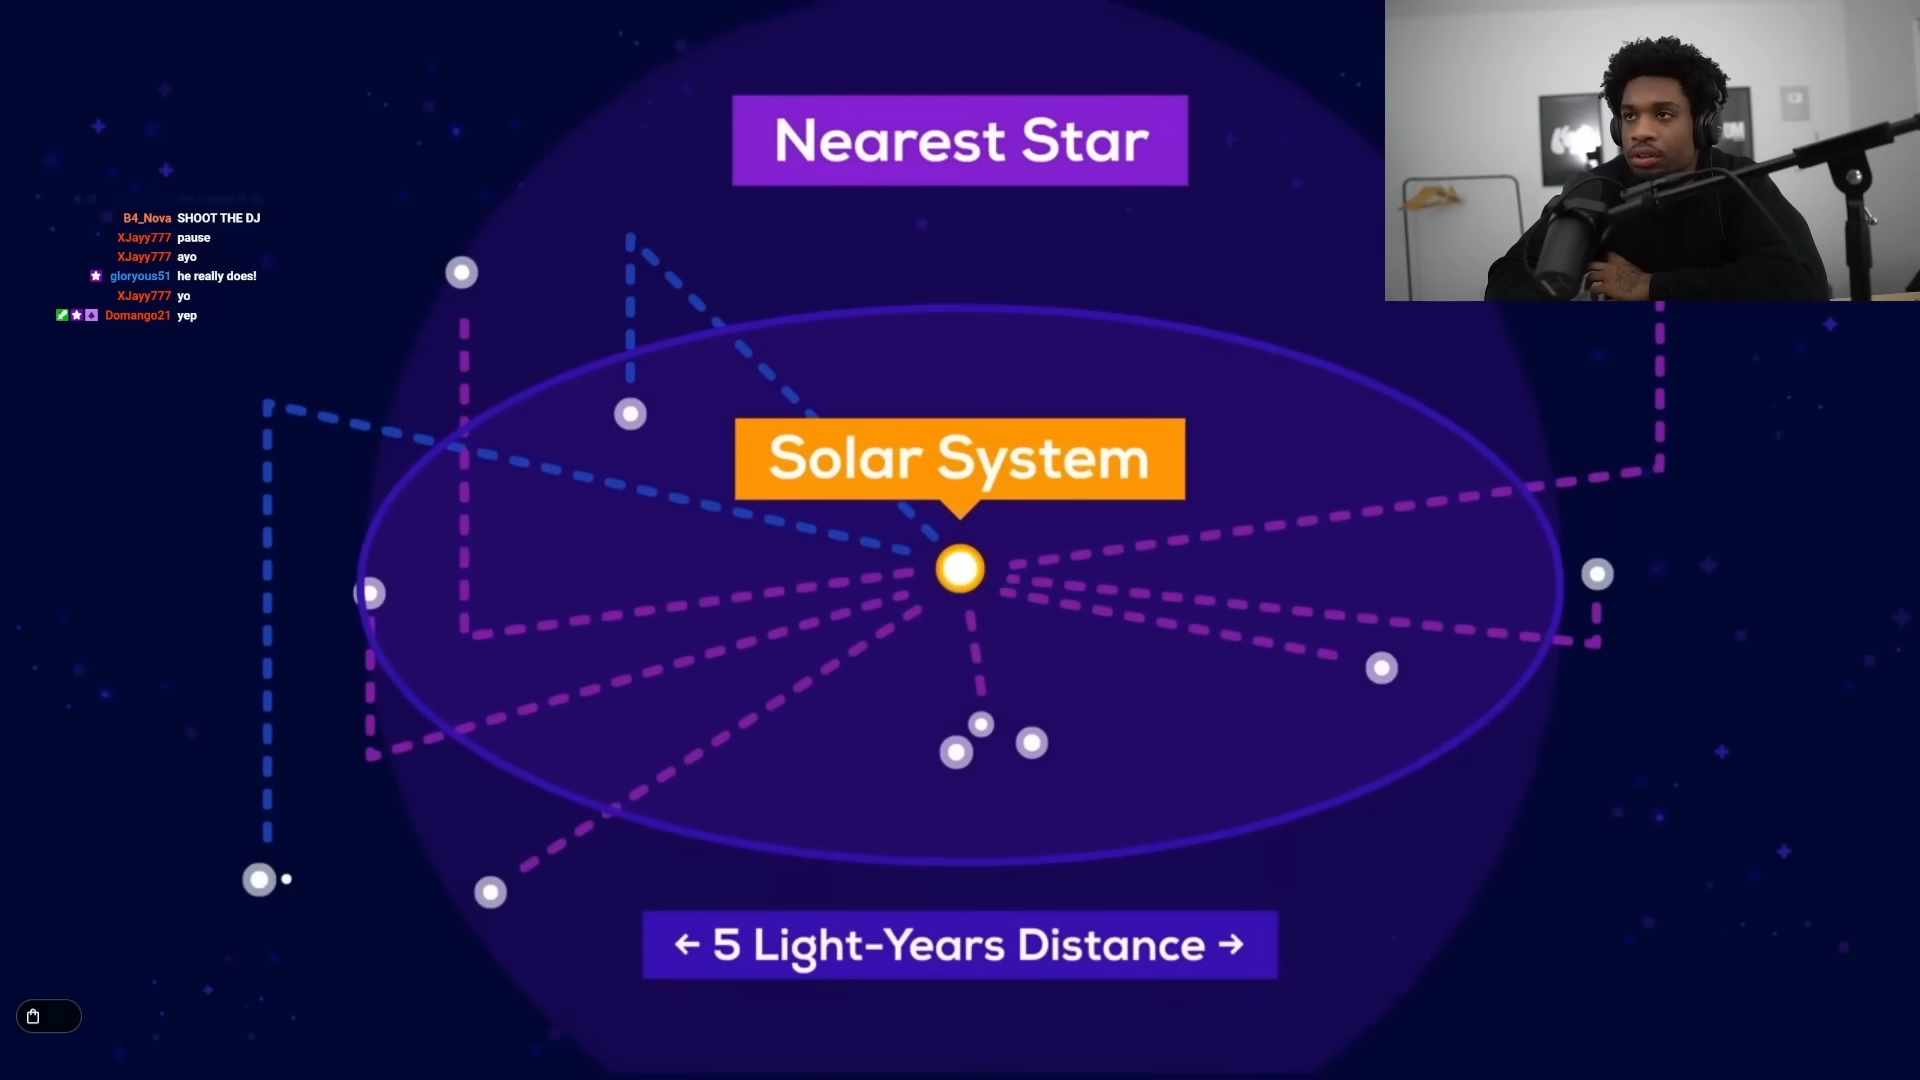 Nearest Star
B4_Nova SHOOT THE DJ
XJayy777 pause
XJayy777 ayo
gloryous51 he really does!
XJayy777 yo
Domango21 yep
Solar System
← 5 Light-Years Distance →